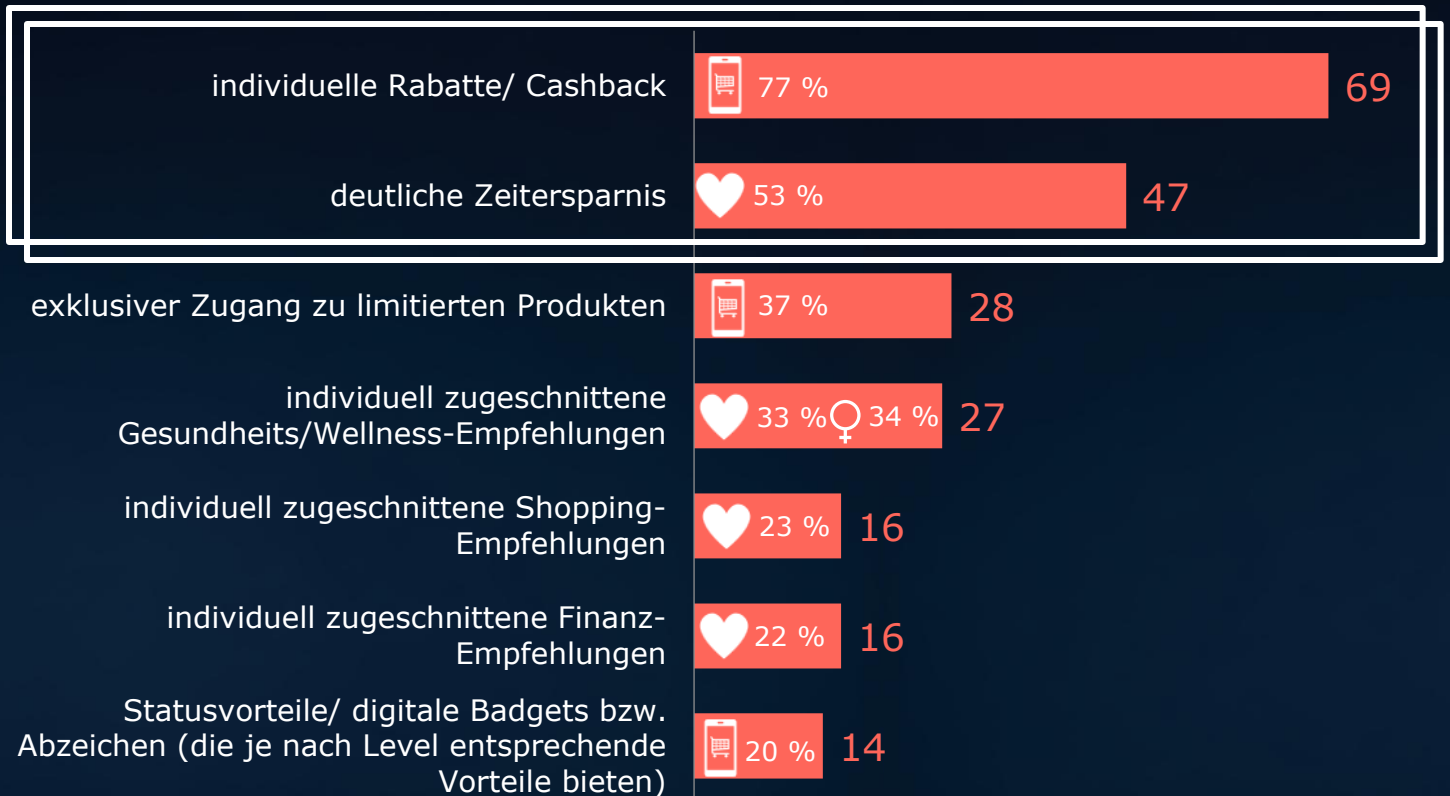 individuelle Rabatte/ Cashback
77 %
69
deutliche Zeitersparnis
53 %
47
exklusiver Zugang zu limitierten Produkten
37 %
28
individuell zugeschnittene
Gesundheits/Wellness-Empfehlungen
33 % 34 %
27
individuell zugeschnittene Shopping-
Empfehlungen
23 %
16
individuell zugeschnittene Finanz-
Empfehlungen
22 %
16
Statusvorteile/ digitale Badgets bzw.
Abzeichen (die je nach Level entsprechende
Vorteile bieten)
20 %
14